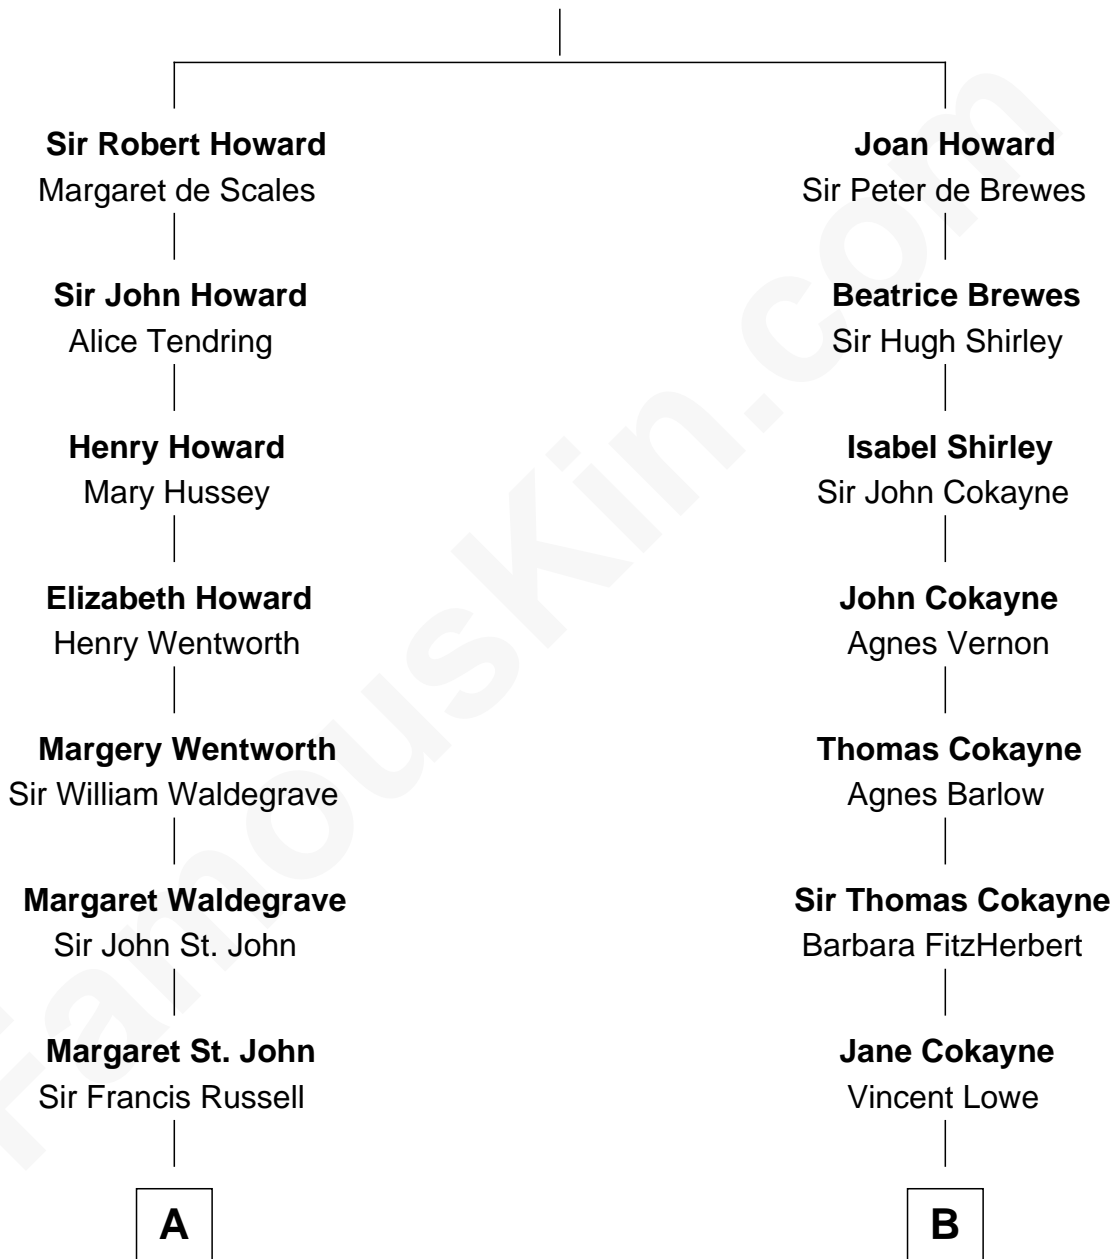 Sir Robert Howard
Margaret de Scales
Sir John Howard
Alice Tendring
Henry Howard
Mary Hussey
Elizabeth Howard
Henry Wentworth
Margery Wentworth
Sir William Waldegrave
Margaret Waldegrave
Sir John St. John
Margaret St. John
Sir Francis Russell
A
Joan Howard
Sir Peter de Brewes
Beatrice Brewes
Sir Hugh Shirley
Isabel Shirley
Sir John Cokayne
John Cokayne
Agnes Vernon
Thomas Cokayne
Agnes Barlow
Sir Thomas Cokayne
Barbara FitzHerbert
Jane Cokayne
Vincent Lowe
B
FamousKin.com